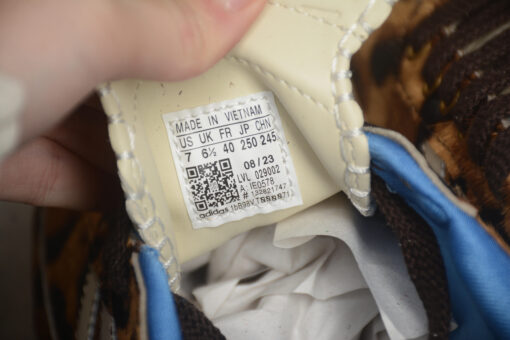 MADE IN VIETNAM
US UK FR JP CHN
7 6½ 40 250 245
08/23
LVL 029002
A: IE0578
# 122821747
adidas